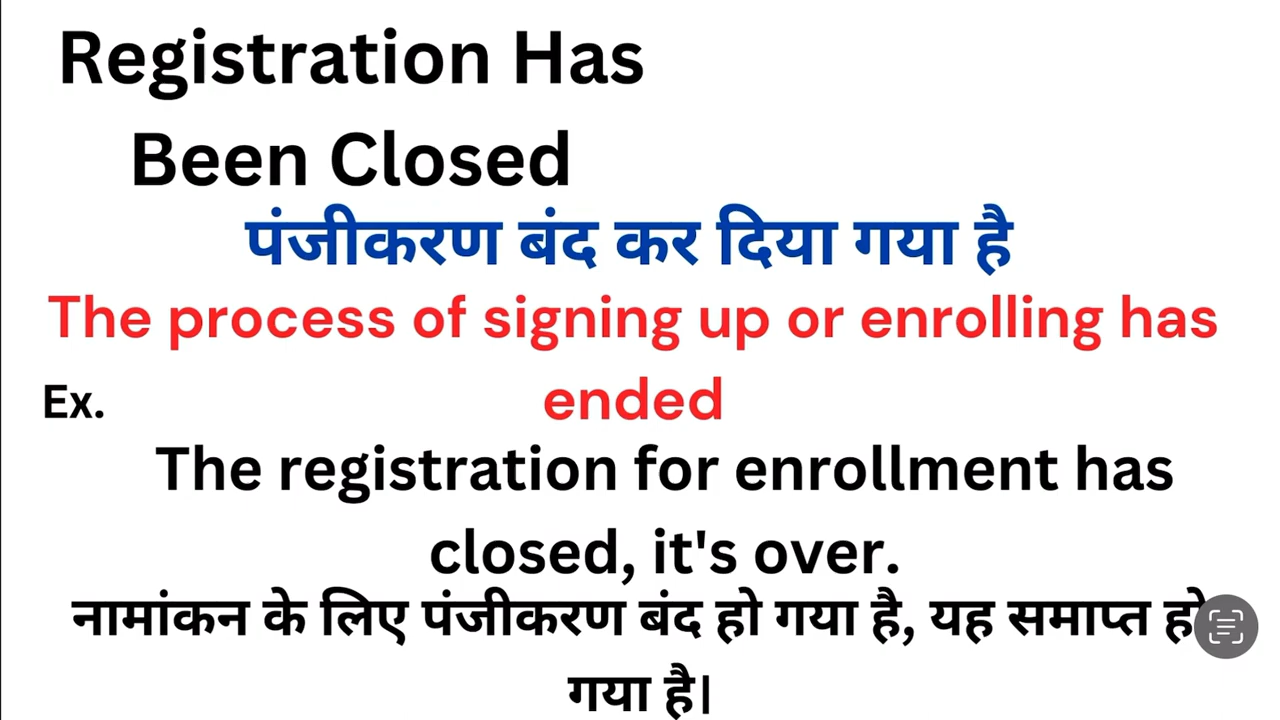 Registration Has
Been Closed
पंजीकरण बंद कर दिया गया है
The process of signing up or enrolling has
ended
Ex.
The registration for enrollment has
closed, it's over.
नामांकन के लिए पंजीकरण बंद हो गया है, यह समाप्त हो
गया है।